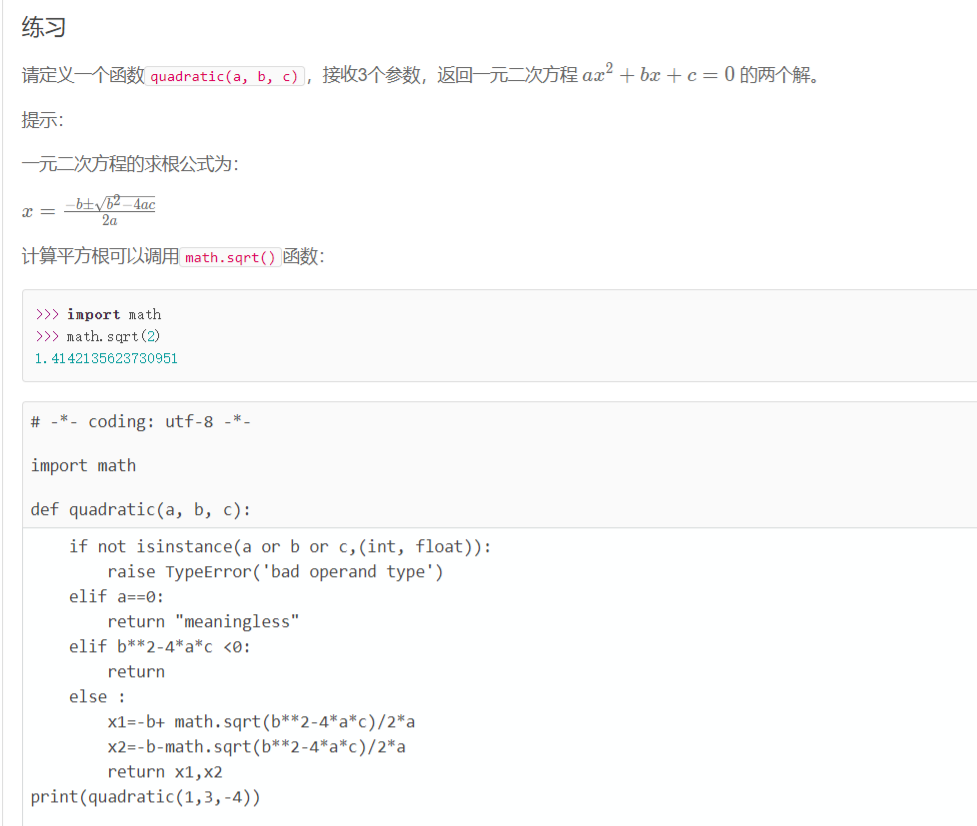 练习
请定义一个函数quadratic(a, b, c)，接收3个参数，返回一元二次方程 ax² + bx + c = 0 的两个解。
提示：
一元二次方程的求根公式为：
x = \frac{-b±\sqrt{b²-4ac}}{2a}
计算平方根可以调用math.sqrt()函数：
>>> import math
>>> math.sqrt(2)
1.4142135623730951
# -*- coding: utf-8 -*-
import math
def quadratic(a, b, c):
    if not isinstance(a or b or c,(int, float)):
        raise TypeError('bad operand type')
    elif a==0:
        return "meaningless"
    elif b**2-4*a*c <0:
        return
    else :
        x1=-b+ math.sqrt(b**2-4*a*c)/2*a
        x2=-b-math.sqrt(b**2-4*a*c)/2*a
        return x1,x2
print(quadratic(1,3,-4))